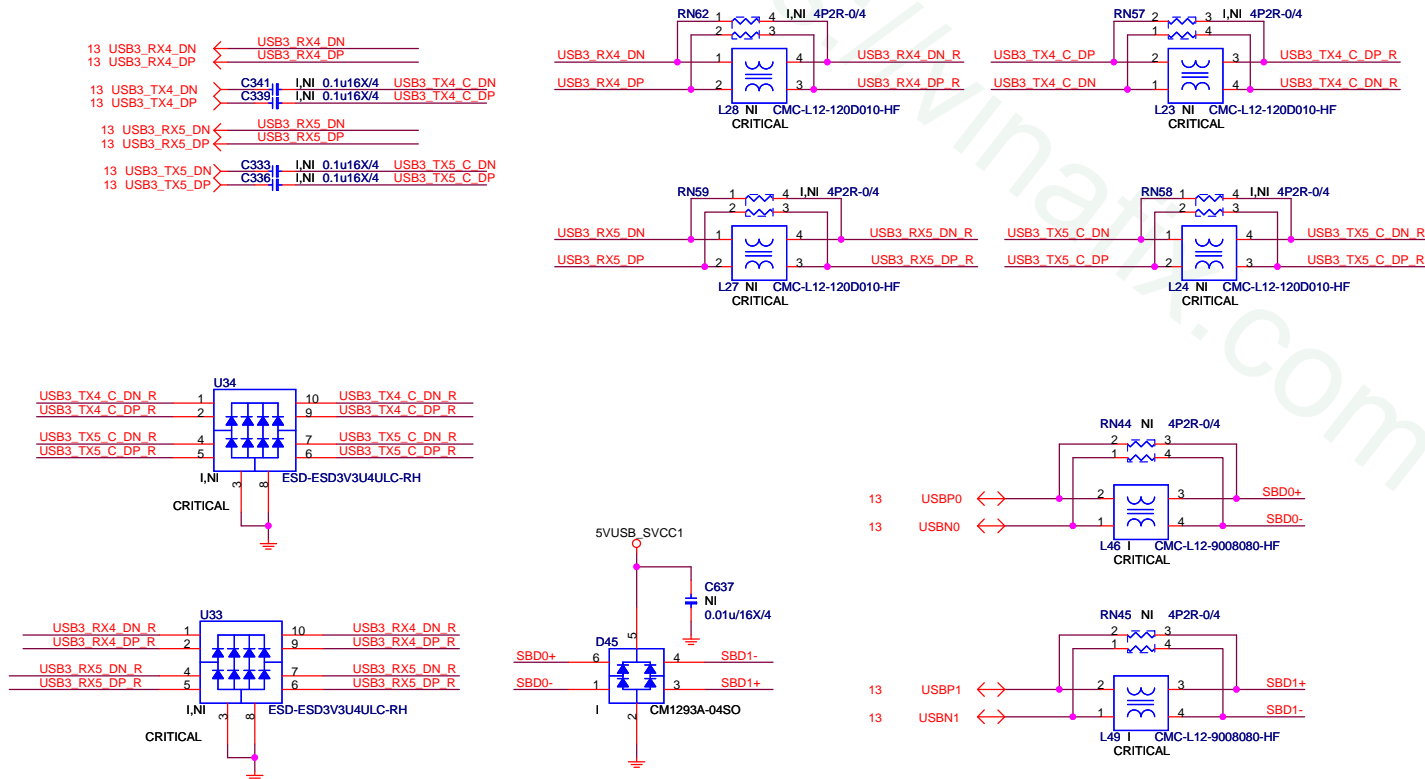 13 USB3_RX4_DN USB3_RX4_DN
13 USB3_RX4_DP USB3_RX4_DP
13 USB3_TX4_DN C341 I,NI 0.1u16X/4 USB3_TX4_C_DN
13 USB3_TX4_DP C339 I,NI 0.1u16X/4 USB3_TX4_C_DP
13 USB3_RX5_DN USB3_RX5_DN
13 USB3_RX5_DP USB3_RX5_DP
13 USB3_TX5_DN C333 I,NI 0.1u16X/4 USB3_TX5_C_DN
13 USB3_TX5_DP C336 I,NI 0.1u16X/4 USB3_TX5_C_DP
RN62 1 4 I,NI 4P2R-0/4
2 3
USB3_RX4_DN 1 4 USB3_RX4_DN_R
USB3_RX4_DP 2 3 USB3_RX4_DP_R
L28 NI CMC-L12-120D010-HF
CRITICAL
RN57 2 3 I,NI 4P2R-0/4
1 4
USB3_TX4_C_DP 2 3 USB3_TX4_C_DP_R
USB3_TX4_C_DN 1 4 USB3_TX4_C_DN_R
L23 NI CMC-L12-120D010-HF
CRITICAL
RN59 1 4 I,NI 4P2R-0/4
2 3
USB3_RX5_DN 1 4 USB3_RX5_DN_R
USB3_RX5_DP 2 3 USB3_RX5_DP_R
L27 NI CMC-L12-120D010-HF
CRITICAL
RN58 1 4 I,NI 4P2R-0/4
2 3
USB3_TX5_C_DN 1 4 USB3_TX5_C_DN_R
USB3_TX5_C_DP 2 3 USB3_TX5_C_DP_R
L24 NI CMC-L12-120D010-HF
CRITICAL
U34
USB3_TX4_C_DN_R 1 10 USB3_TX4_C_DN_R
USB3_TX4_C_DP_R 2 9 USB3_TX4_C_DP_R
USB3_TX5_C_DN_R 4 7 USB3_TX5_C_DN_R
USB3_TX5_C_DP_R 5 6 USB3_TX5_C_DP_R
I,NI 3 8 ESD-ESD3V3U4ULC-RH
CRITICAL
U33
USB3_RX4_DN_R 1 10 USB3_RX4_DN_R
USB3_RX4_DP_R 2 9 USB3_RX4_DP_R
USB3_RX5_DN_R 4 7 USB3_RX5_DN_R
USB3_RX5_DP_R 5 6 USB3_RX5_DP_R
I,NI 3 8 ESD-ESD3V3U4ULC-RH
CRITICAL
5VUSB_SVCC1
C637
NI
0.01u/16X/4
D45 5
SBD0+ 6 4 SBD1-
SBD0- 1 3 SBD1+
I 2 CM1293A-04SO
RN44 NI 4P2R-0/4
2 3
1 4
13 USBP0 2 3 SBD0+
13 USBN0 1 4 SBD0-
L46 I CMC-L12-9008080-HF
CRITICAL
RN45 NI 4P2R-0/4
2 3
1 4
13 USBP1 2 3 SBD1+
13 USBN1 1 4 SBD1-
L49 I CMC-L12-9008080-HF
CRITICAL
://vinafix.com